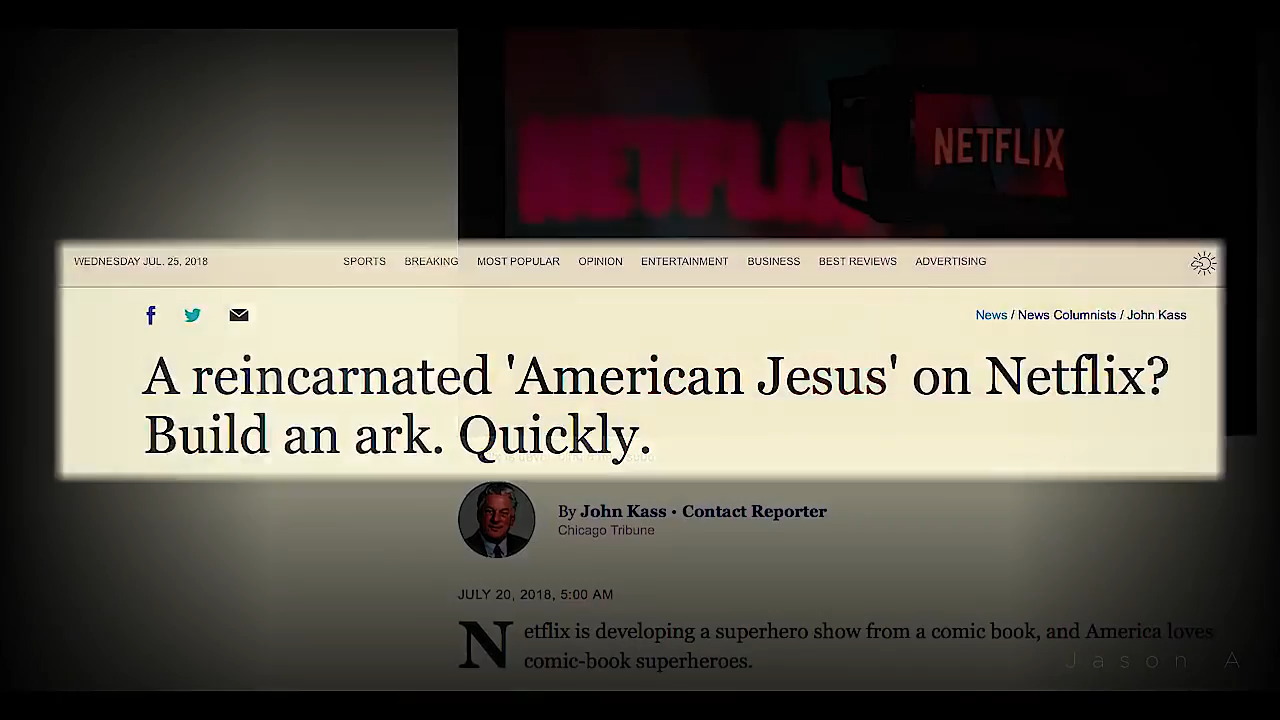 NETFLIX
NETFLIX
WEDNESDAY JUL. 25, 2018
SPORTS BREAKING MOST POPULAR OPINION ENTERTAINMENT BUSINESS BEST REVIEWS ADVERTISING
News / News Columnists / John Kass
A reincarnated 'American Jesus' on Netflix?
Build an ark. Quickly.
By John Kass • Contact Reporter
Chicago Tribune
JULY 20, 2018, 5:00 AM
Netflix is developing a superhero show from a comic book, and America loves
comic-book superheroes.
Jason A